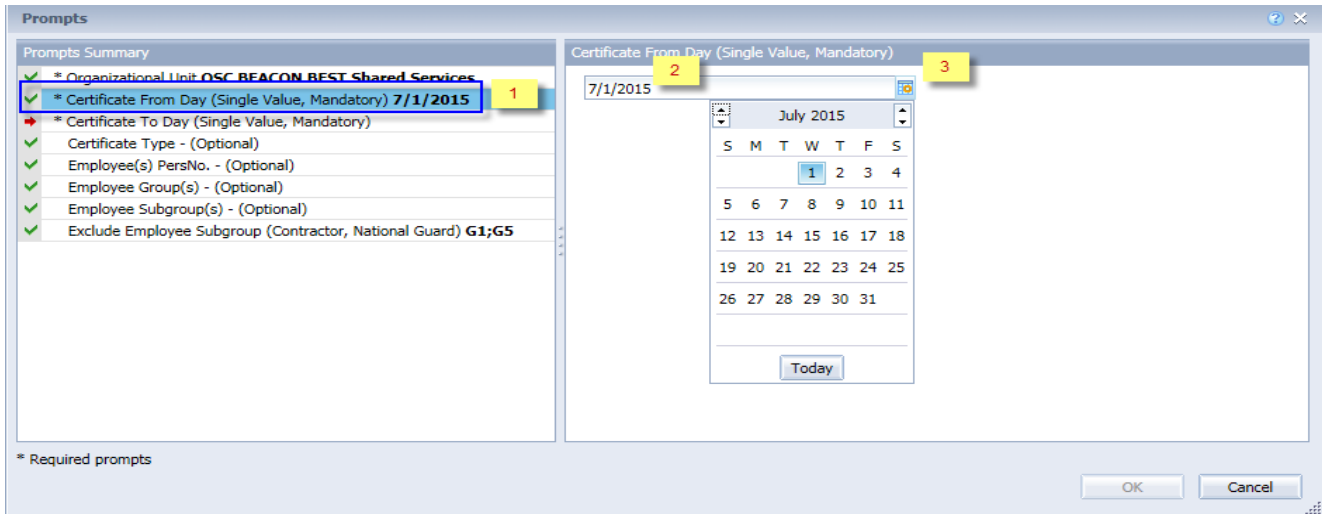 Prompts
Prompts Summary
* Organizational Unit OSC BEACON BEST Shared Services
* Certificate From Day (Single Value, Mandatory) 7/1/2015
1
* Certificate To Day (Single Value, Mandatory)
Certificate Type - (Optional)
Employee(s) PersNo. - (Optional)
Employee Group(s) - (Optional)
Employee Subgroup(s) - (Optional)
Exclude Employee Subgroup (Contractor, National Guard) G1;G5
Certificate From Day (Single Value, Mandatory)
2
3
7/1/2015
July 2015
S M T W T F S
1 2 3 4
5 6 7 8 9 10 11
12 13 14 15 16 17 18
19 20 21 22 23 24 25
26 27 28 29 30 31
Today
* Required prompts
OK Cancel